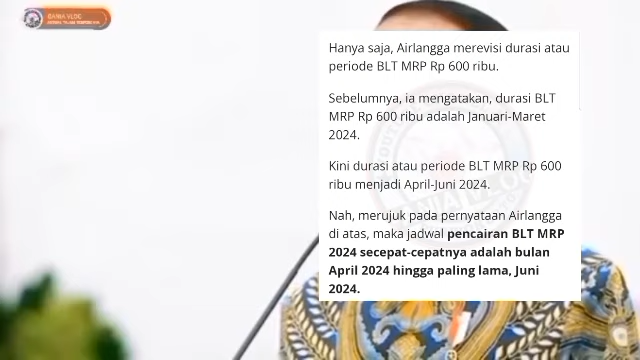 DANIA VLOG
Hanya saja, Airlangga merevisi durasi atau
periode BLT MRP Rp 600 ribu.
Sebelumnya, ia mengatakan, durasi BLT
MRP Rp 600 ribu adalah Januari-Maret
2024.
Kini durasi atau periode BLT MRP Rp 600
ribu menjadi April-Juni 2024.
Nah, merujuk pada pernyataan Airlangga
di atas, maka jadwal pencairan BLT MRP
2024 secepat-cepatnya adalah bulan
April 2024 hingga paling lama, Juni
2024.